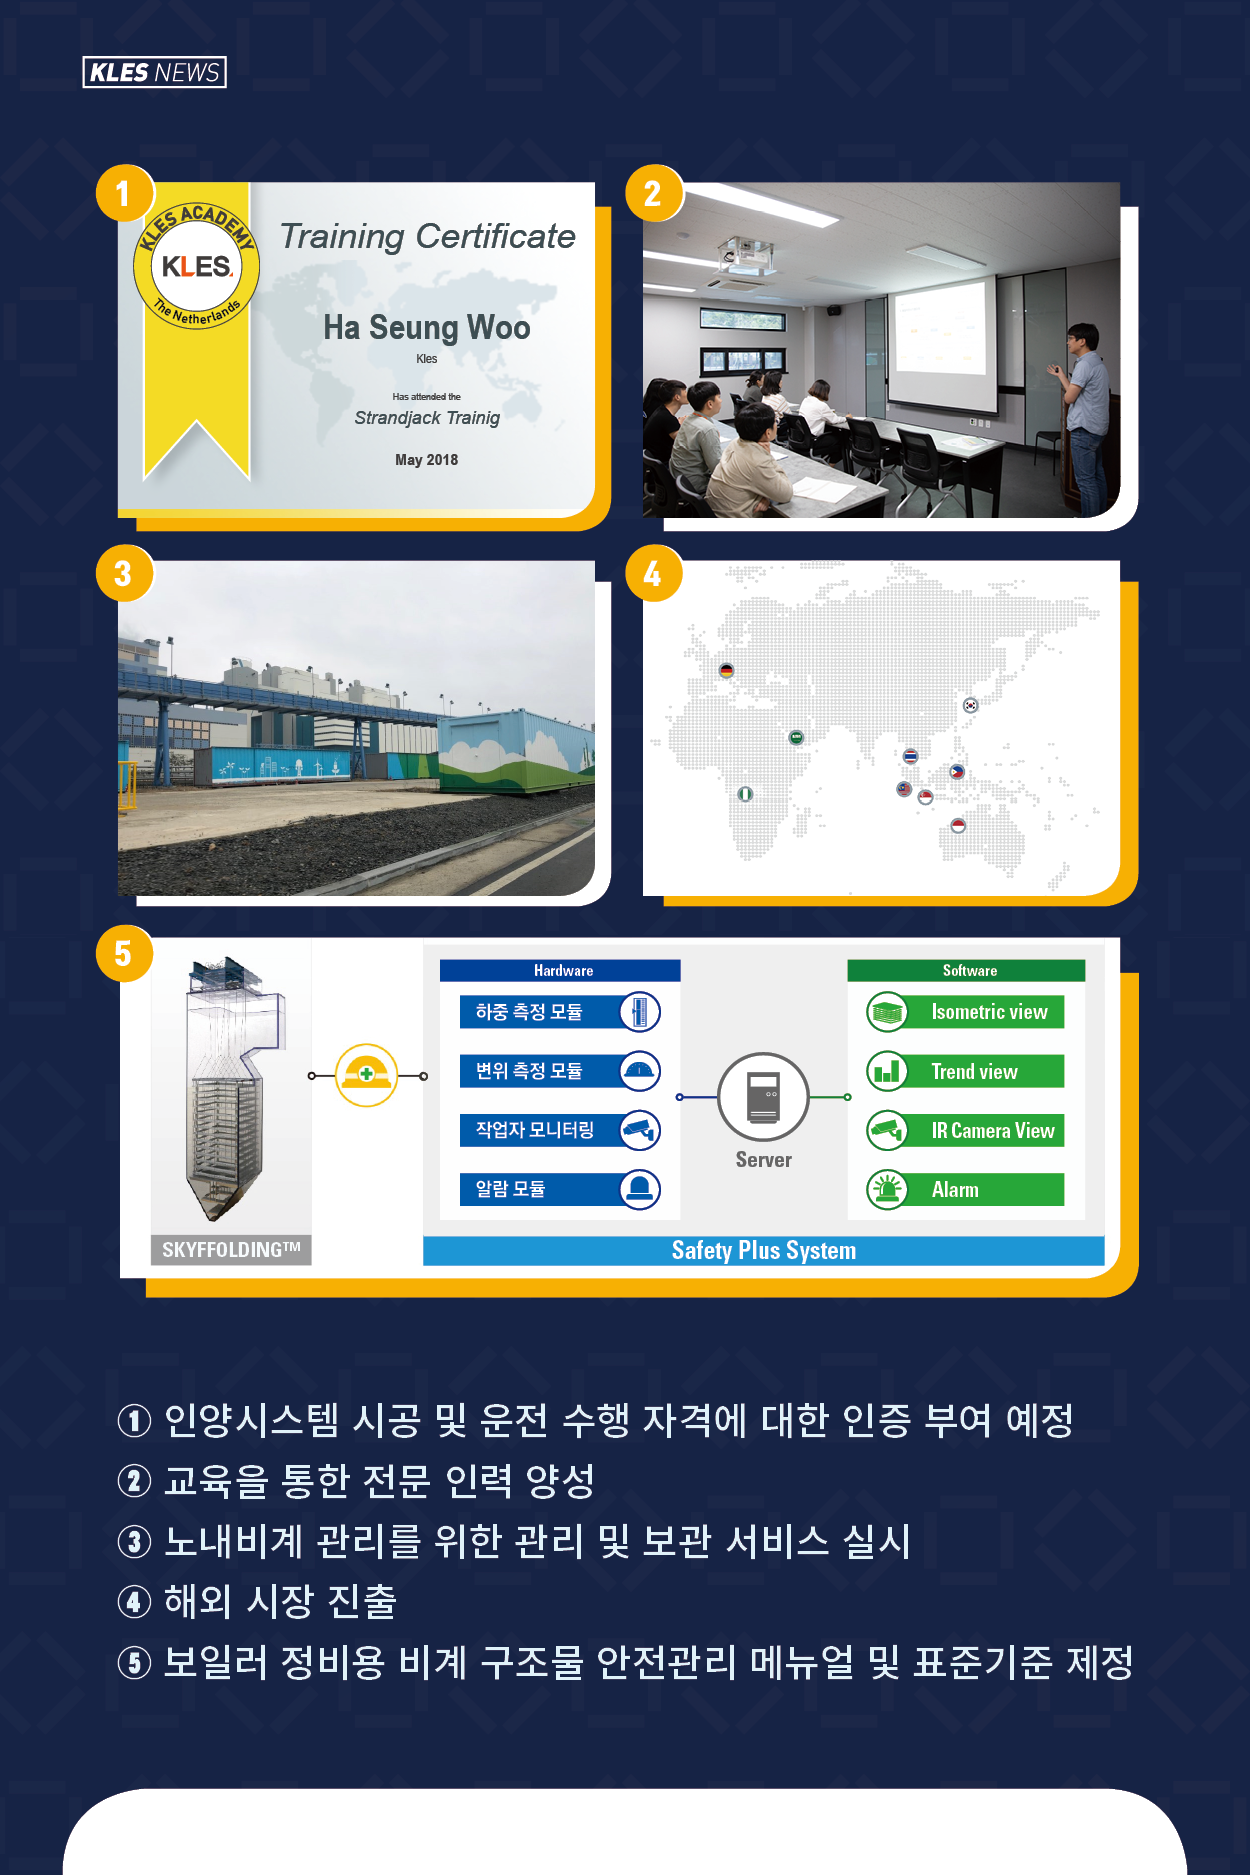 KLES NEWS
1
KLES ACADEMY
KLES
The Netherlands
Training Certificate
Ha Seung Woo
Kles
Has attended the
Strandjack Trainig
May 2018
2
3
4
5
SKYFFOLDING™
Hardware
하중 측정 모듈
변위 측정 모듈
작업자 모니터링
알람 모듈
Server
Software
Isometric view
Trend view
IR Camera View
Alarm
Safety Plus System
① 인양시스템 시공 및 운전 수행 자격에 대한 인증 부여 예정
② 교육을 통한 전문 인력 양성
③ 노내비계 관리를 위한 관리 및 보관 서비스 실시
④ 해외 시장 진출
⑤ 보일러 정비용 비계 구조물 안전관리 메뉴얼 및 표준기준 제정